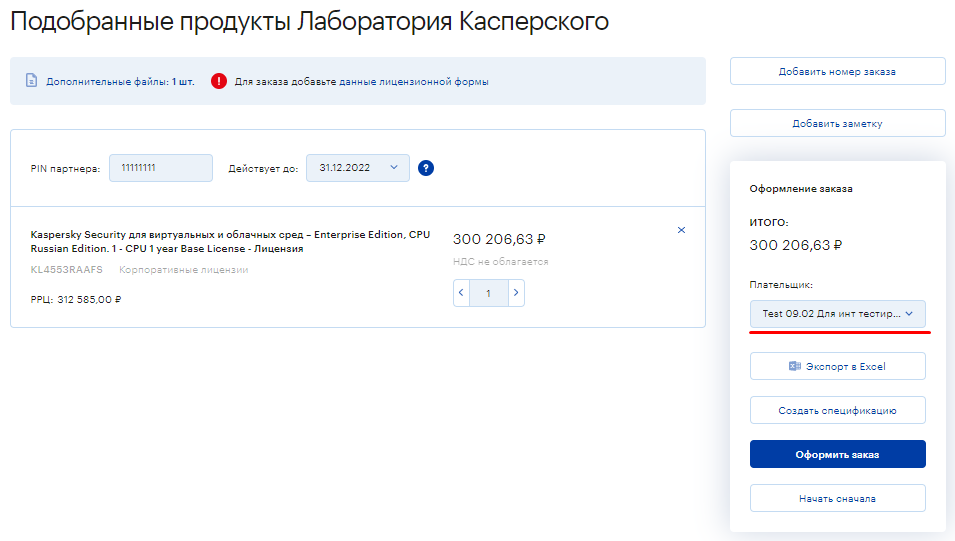 Подобранные продукты Лаборатория Касперского
Дополнительные файлы: 1 шт. ! Для заказа добавьте данные лицензионной формы
Добавить номер заказа
Добавить заметку
PIN партнера: 11111111 Действует до: 31.12.2022 ?
Kaspersky Security для виртуальных и облачных сред – Enterprise Edition, CPU
Russian Edition. 1 - CPU 1 year Base License - Лицензия
KL4553RAAFS Корпоративные лицензии
РРЦ: 312 585,00 ₽
300 206,63 ₽
НДС не облагается
1
Оформление заказа
ИТОГО:
300 206,63 ₽
Плательщик:
Test 09.02 Для инт тестир...
Экспорт в Excel
Создать спецификацию
Оформить заказ
Начать сначала